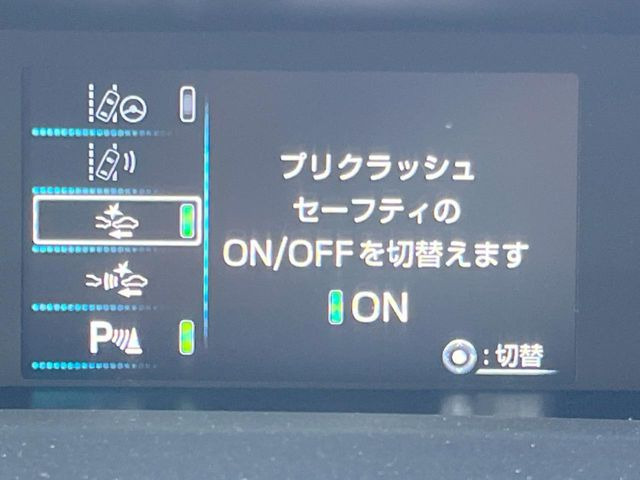 プリクラッシュ
セーフティの
ON/OFFを切替えます
ON
:切替
P